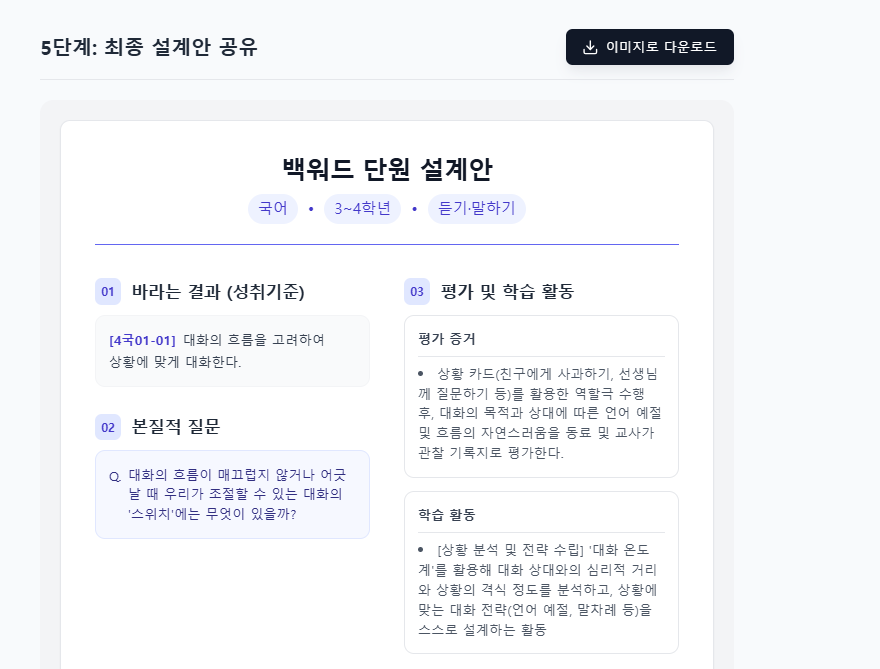 5단계: 최종 설계안 공유
이미지로 다운로드
백워드 단원 설계안
국어 • 3~4학년 • 듣기·말하기
01 바라는 결과 (성취기준)
[4국01-01] 대화의 흐름을 고려하여
상황에 맞게 대화한다.
02 본질적 질문
Q. 대화의 흐름이 매끄럽지 않거나 어긋
날 때 우리가 조절할 수 있는 대화의
'스위치'에는 무엇이 있을까?
03 평가 및 학습 활동
평가 증거
• 상황 카드(친구에게 사과하기, 선생님
께 질문하기 등)를 활용한 역할극 수행
후, 대화의 목적과 상대에 따른 언어 예절
및 흐름의 자연스러움을 동료 및 교사가
관찰 기록지로 평가한다.
학습 활동
• [상황 분석 및 전략 수립] '대화 온도
계'를 활용해 대화 상대와의 심리적 거리
와 상황의 격식 정도를 분석하고, 상황에
맞는 대화 전략(언어 예절, 말차례 등)을
스스로 설계하는 활동